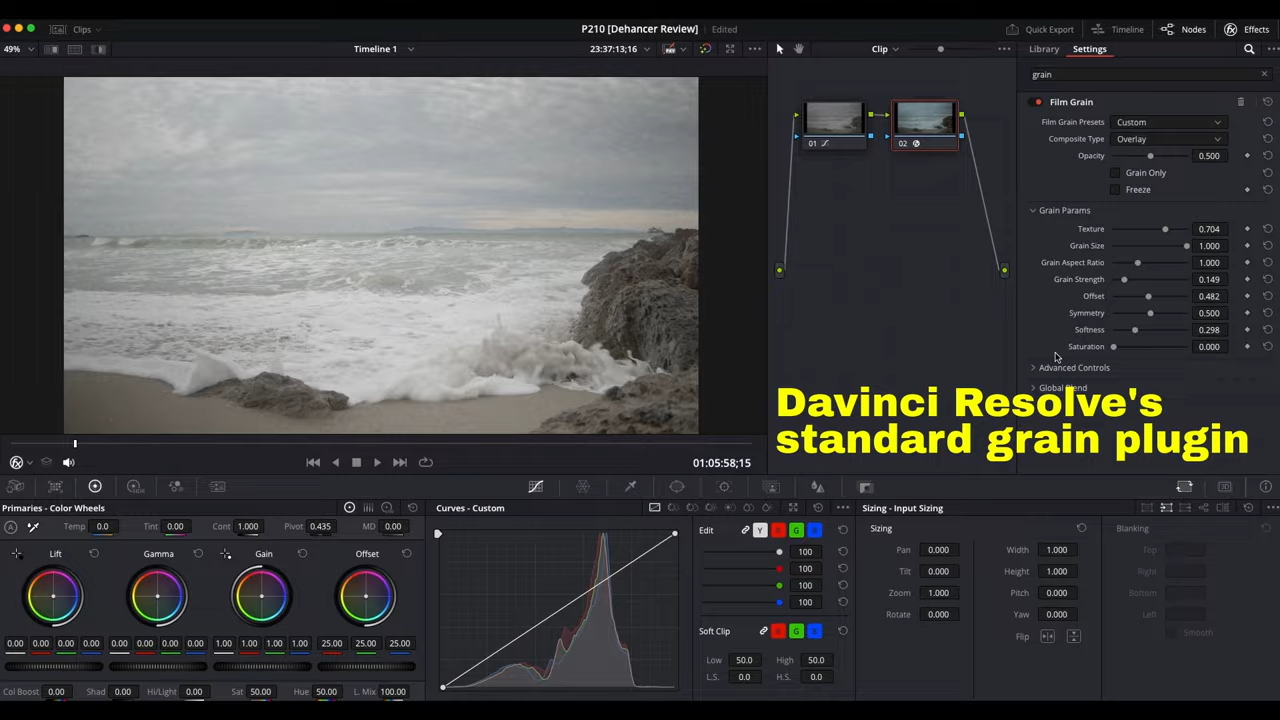 P210 [Dehancer Review] Edited
Clips
Quick Export
Timeline
Nodes
Effects
49%
Timeline 1
23:37:13;16
Clip
Library
Settings
grain
Film Grain
Film Grain Presets Custom
Composite Type Overlay
Opacity 0.500
Grain Only
Freeze
Grain Params
Texture 0.704
Grain Size 1.000
Grain Aspect Ratio 1.000
Grain Strength 0.149
Offset 0.482
Symmetry 0.500
Softness 0.298
Saturation 0.000
Advanced Controls
Global Blend
01
02
Davinci Resolve's
standard grain plugin
01:05:58;15
Primaries - Color Wheels
Temp 0.0 Tint 0.00 Cont 1.000 Pivot 0.435 MD 0.00
Lift Gamma Gain Offset
0.00 0.00 0.00 0.00 0.00 0.00 0.00 0.00 1.00 1.00 1.00 1.00 25.00 25.00 25.00
Col Boost 0.00 Shad 0.00 Hi/Light 0.00 Sat 50.00 Hue 50.00 L. Mix 100.00
Curves - Custom
Edit Y R G B
100
100
100
100
Soft Clip R G B
Low 50.0 High 50.0
L.S. 0.0 H.S. 0.0
Sizing - Input Sizing
Sizing
Pan 0.000 Width 1.000
Tilt 0.000 Height 1.000
Zoom 1.000 Pitch 0.000
Rotate 0.000 Yaw 0.000
Flip
Blanking
Top
Right
Bottom
Left
Smooth